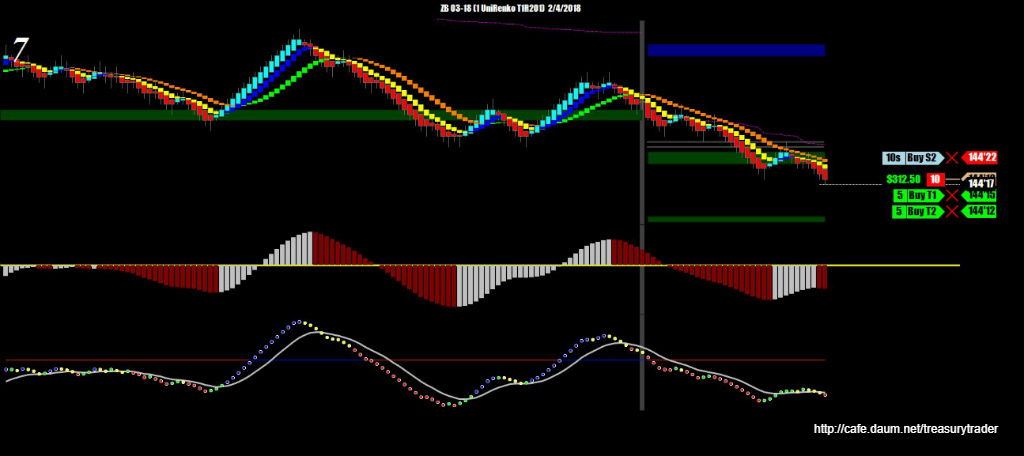 ZB 03-18 (1 UniRenko T1R201) 2/4/2018
7
10s Buy S2 144'22
$312.50 10
144'17
5 Buy T1 144'15
5 Buy T2 144'12
http://cafe.daum.net/treasurytrader